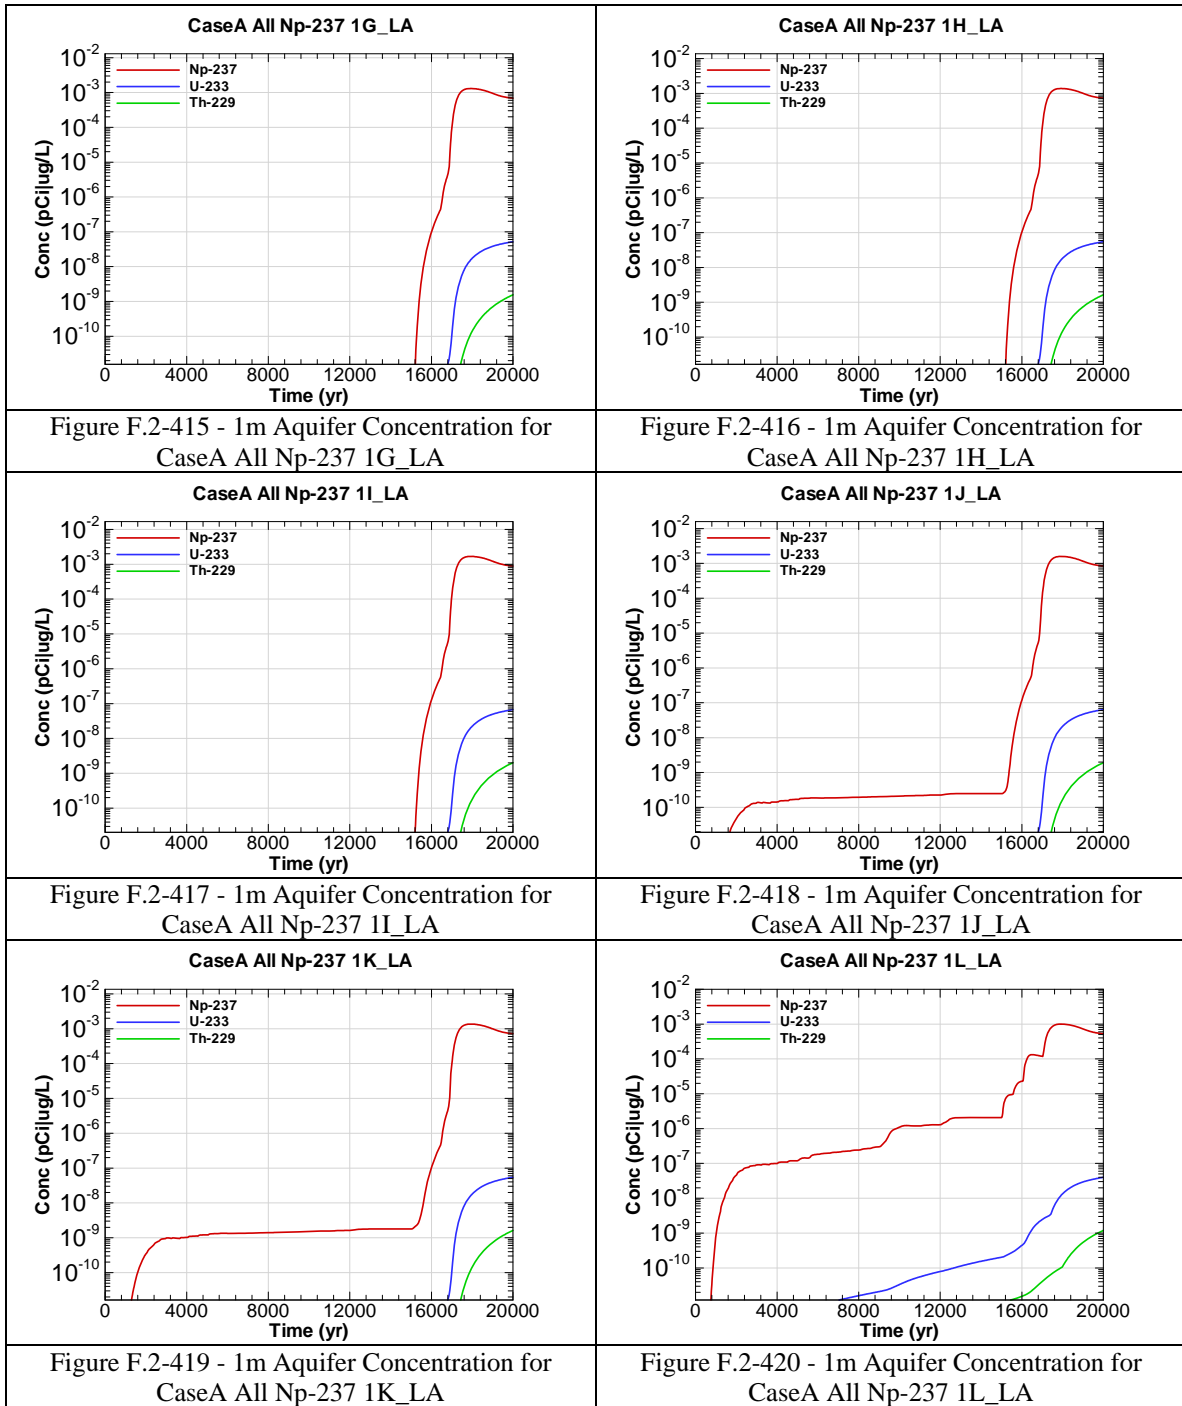 CaseA All Np-237 1G_LA
Conc (pCi|ug/L)
10-2
10-3
10-4
10-5
10-6
10-7
10-8
10-9
10-10
Np-237
U-233
Th-229
0 4000 8000 12000 16000 20000
Time (yr)
Figure F.2-415 - 1m Aquifer Concentration for
CaseA All Np-237 1G_LA
CaseA All Np-237 1H_LA
Conc (pCi|ug/L)
10-2
10-3
10-4
10-5
10-6
10-7
10-8
10-9
10-10
Np-237
U-233
Th-229
0 4000 8000 12000 16000 20000
Time (yr)
Figure F.2-416 - 1m Aquifer Concentration for
CaseA All Np-237 1H_LA
CaseA All Np-237 1I_LA
Conc (pCi|ug/L)
10-2
10-3
10-4
10-5
10-6
10-7
10-8
10-9
10-10
Np-237
U-233
Th-229
0 4000 8000 12000 16000 20000
Time (yr)
Figure F.2-417 - 1m Aquifer Concentration for
CaseA All Np-237 1I_LA
CaseA All Np-237 1J_LA
Conc (pCi|ug/L)
10-2
10-3
10-4
10-5
10-6
10-7
10-8
10-9
10-10
Np-237
U-233
Th-229
0 4000 8000 12000 16000 20000
Time (yr)
Figure F.2-418 - 1m Aquifer Concentration for
CaseA All Np-237 1J_LA
CaseA All Np-237 1K_LA
Conc (pCi|ug/L)
10-2
10-3
10-4
10-5
10-6
10-7
10-8
10-9
10-10
Np-237
U-233
Th-229
0 4000 8000 12000 16000 20000
Time (yr)
Figure F.2-419 - 1m Aquifer Concentration for
CaseA All Np-237 1K_LA
CaseA All Np-237 1L_LA
Conc (pCi|ug/L)
10-2
10-3
10-4
10-5
10-6
10-7
10-8
10-9
10-10
Np-237
U-233
Th-229
0 4000 8000 12000 16000 20000
Time (yr)
Figure F.2-420 - 1m Aquifer Concentration for
CaseA All Np-237 1L_LA